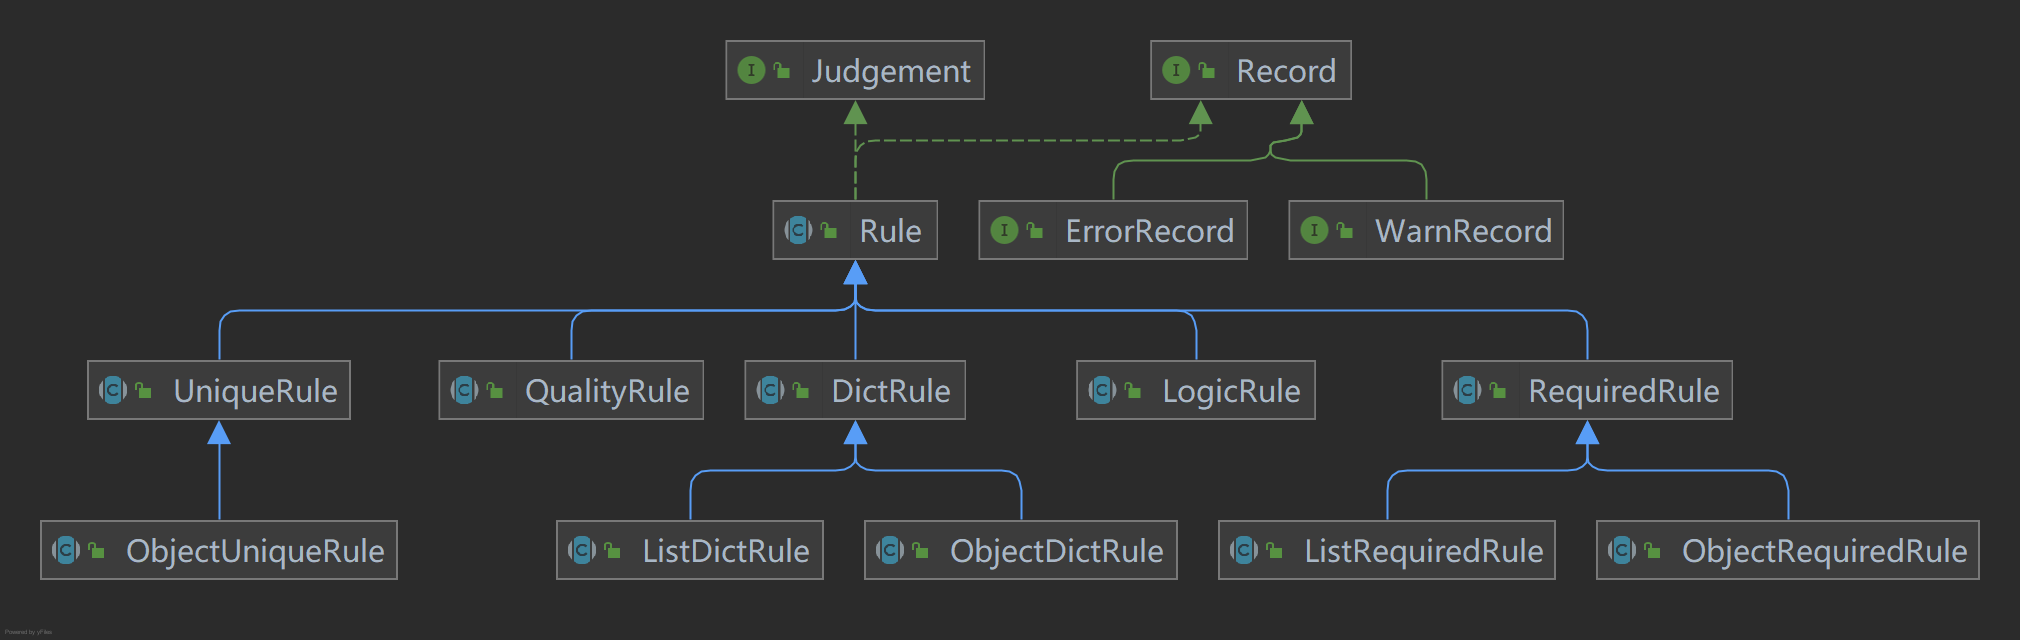 Judgement
Record
Rule
ErrorRecord
WarnRecord
UniqueRule
QualityRule
DictRule
LogicRule
RequiredRule
ObjectUniqueRule
ListDictRule
ObjectDictRule
ListRequiredRule
ObjectRequiredRule
Powered by yFiles